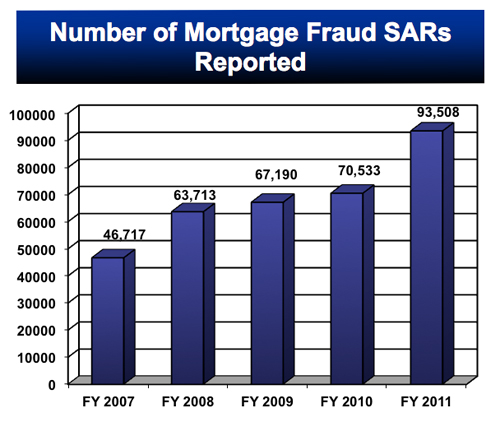 Number of Mortgage Fraud SARs
Reported
100000
90000
80000
70000
60000
50000
40000
30000
20000
10000
0
46,717
63,713
67,190
70,533
93,508
FY 2007
FY 2008
FY 2009
FY 2010
FY 2011